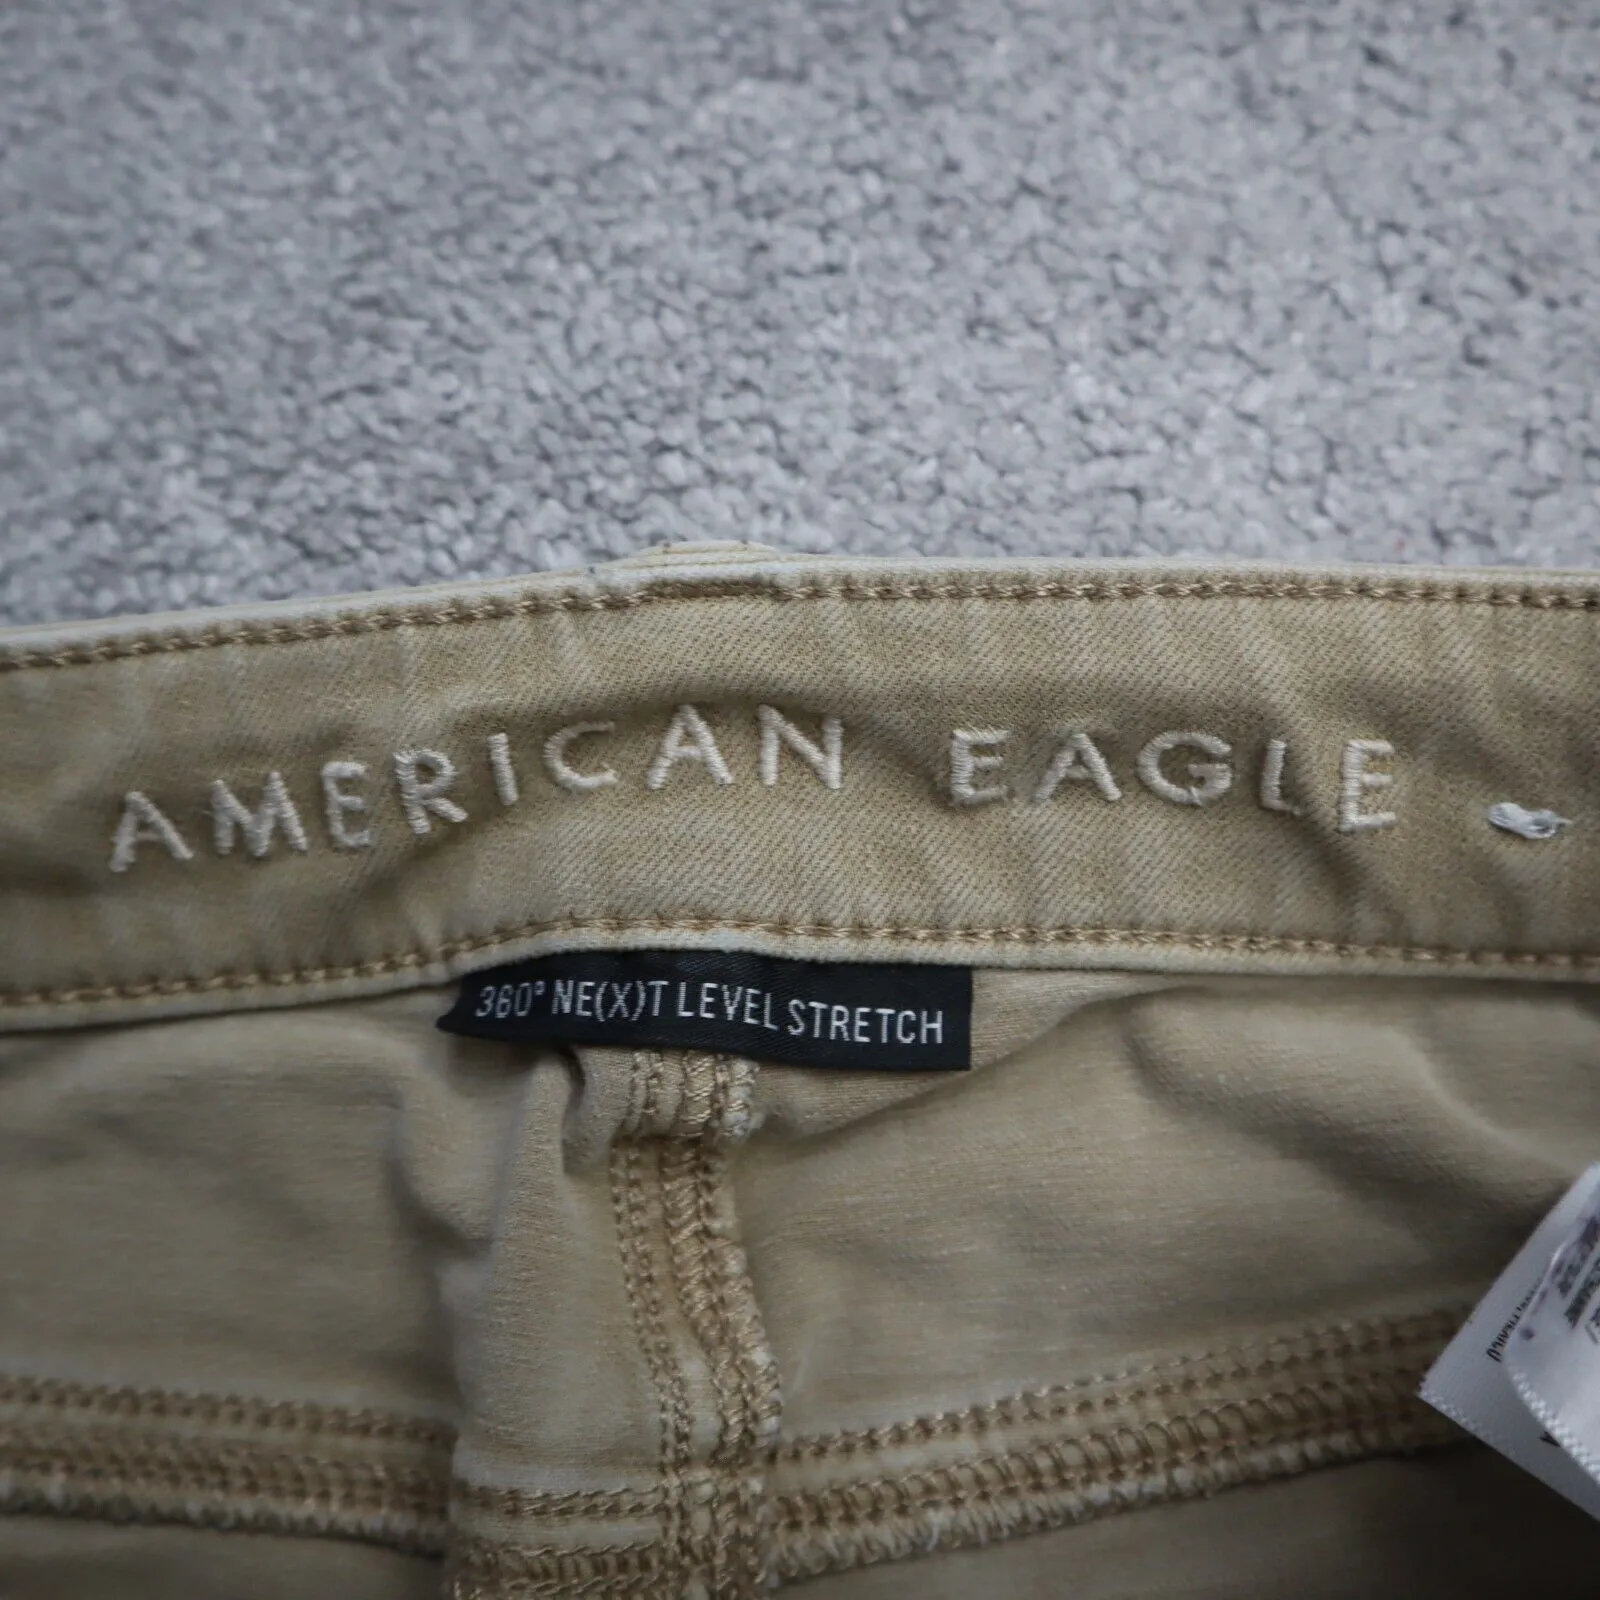 AMERICAN EAGLE
360° NE(X)T LEVEL STRETCH